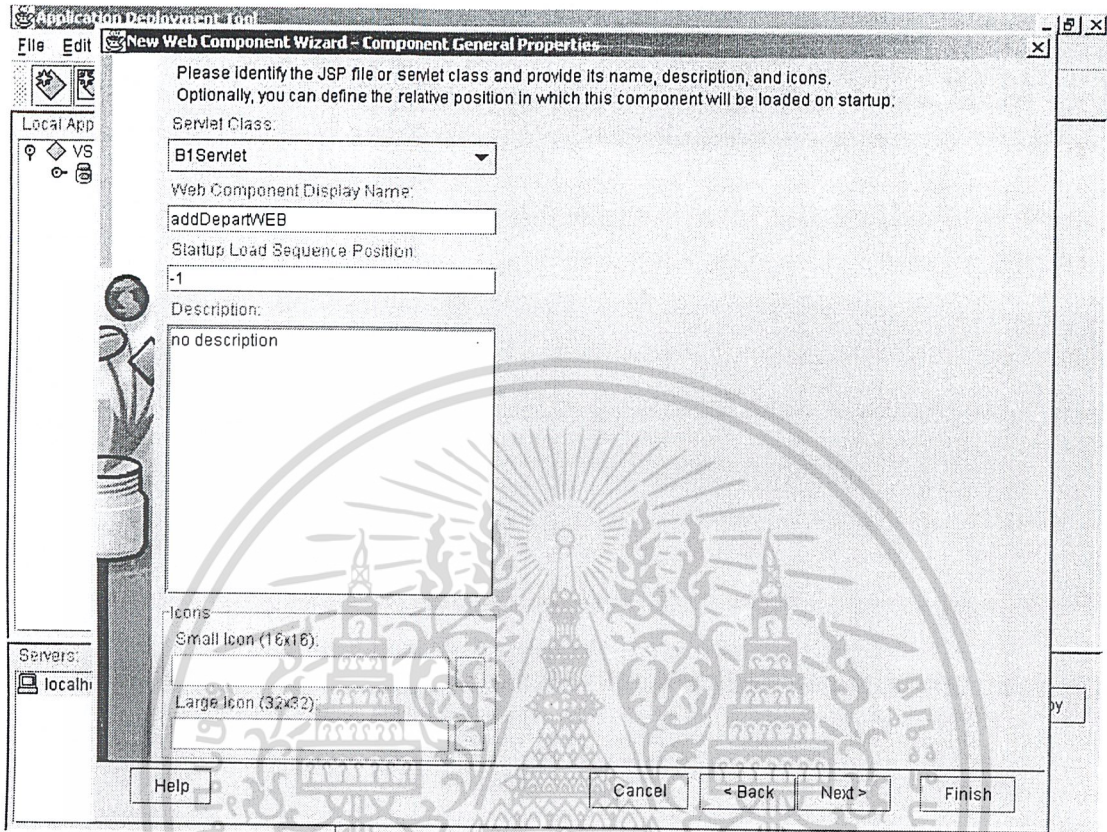 Application Deployment Tool
File Edit
New Web Component Wizard - Component General Properties
Please identify the JSP file or servlet class and provide its name, description, and icons.
Optionally, you can define the relative position in which this component will be loaded on startup.
Local App
VS
Servlet Class:
B1Servlet
Web Component Display Name:
addDepartWEB
Startup Load Sequence Position:
-1
Description:
no description
Icons
Small Icon (16x16):
Large Icon (32x32):
Servers:
localh
Help
Cancel
< Back
Next >
Finish